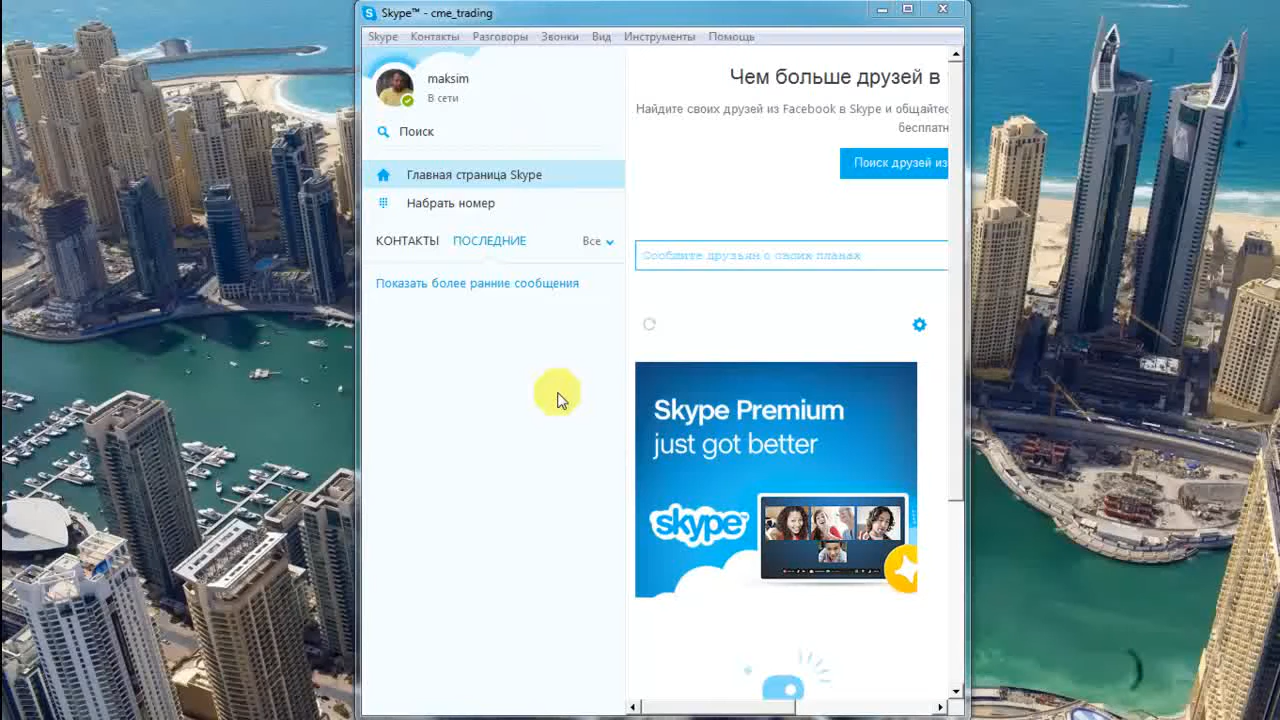 Skype™ - cme_trading
Skype Контакты Разговоры Звонки Вид Инструменты Помощь
maksim
В сети
Поиск
Главная страница Skype
Набрать номер
КОНТАКТЫ ПОСЛЕДНИЕ Все
Показать более ранние сообщения
Чем больше друзей в
Найдите своих друзей из Facebook в Skype и общайтес
бесплатн
Поиск друзей из
Сообщите друзьям о своих планах
Skype Premium
just got better
skype